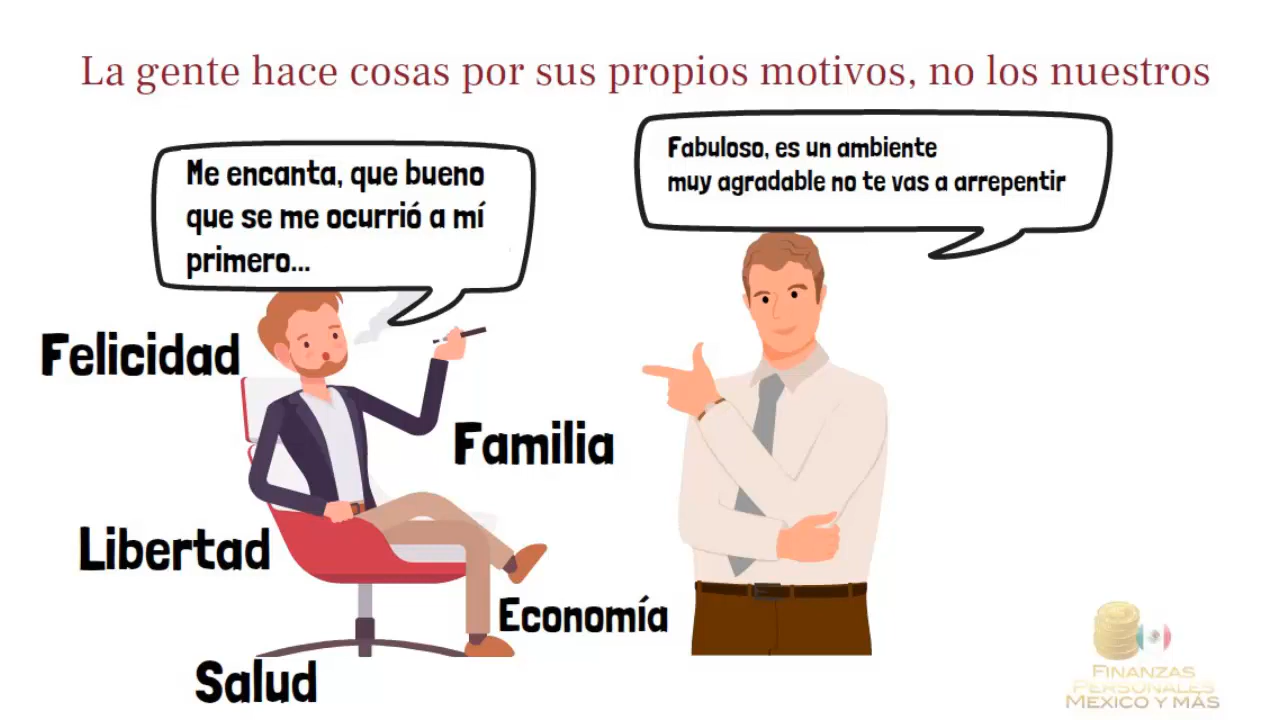 La gente hace cosas por sus propios motivos, no los nuestros
Me encanta, que bueno
que se me ocurrió a mí
primero...
Fabuloso, es un ambiente
muy agradable no te vas a arrepentir
Felicidad
Familia
Libertad
Economía
Salud
FINANZAS
PERSONALES
MEXICO Y MÁS